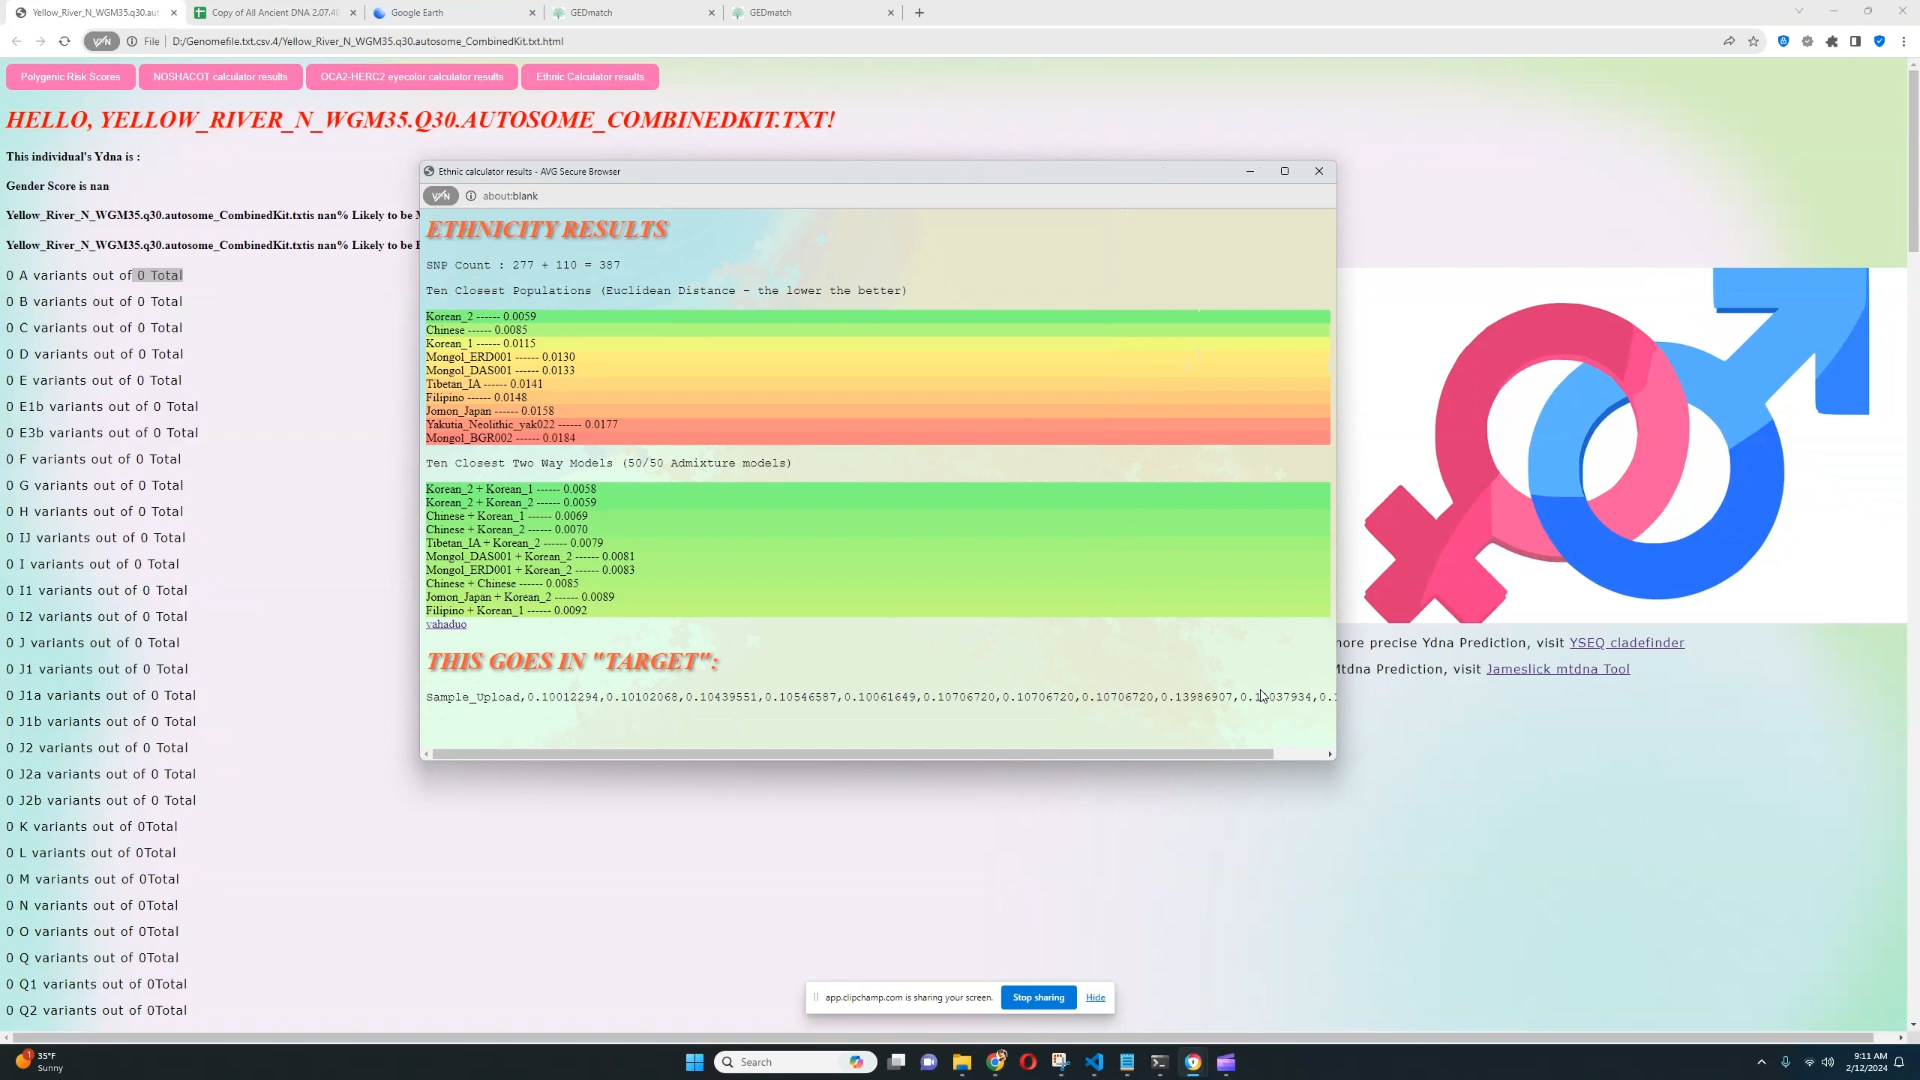 Yellow_River_N_WGM35.q30.aut
Copy of All Ancient DNA 2.07.40
Google Earth
GEDmatch
GEDmatch
File
D:/Genomefile.txt.csv.4/Yellow_River_N_WGM35.q30.autosome_CombinedKit.txt.html
Polygenic Risk Scores
NOSHACOT calculator results
OCA2-HERC2 eyecolor calculator results
Ethnic Calculator results
HELLO, YELLOW_RIVER_N_WGM35.Q30.AUTOSOME_COMBINEDKIT.TXT!
This individual's Ydna is :
Gender Score is nan
Yellow_River_N_WGM35.q30.autosome_CombinedKit.txtis nan% Likely to be
Yellow_River_N_WGM35.q30.autosome_CombinedKit.txtis nan% Likely to be
0 A variants out of 0 Total
0 B variants out of 0 Total
0 C variants out of 0 Total
0 D variants out of 0 Total
0 E variants out of 0 Total
0 E1b variants out of 0 Total
0 E3b variants out of 0 Total
0 F variants out of 0 Total
0 G variants out of 0 Total
0 H variants out of 0 Total
0 IJ variants out of 0 Total
0 I variants out of 0 Total
0 I1 variants out of 0 Total
0 I2 variants out of 0 Total
0 J variants out of 0 Total
0 J1 variants out of 0 Total
0 J1a variants out of 0 Total
0 J1b variants out of 0 Total
0 J2 variants out of 0 Total
0 J2a variants out of 0 Total
0 J2b variants out of 0 Total
0 K variants out of 0Total
0 L variants out of 0Total
0 M variants out of 0Total
0 N variants out of 0Total
0 O variants out of 0Total
0 Q variants out of 0Total
0 Q1 variants out of 0Total
0 Q2 variants out of 0Total
Ethnic calculator results - AVG Secure Browser
about:blank
ETHNICITY RESULTS
SNP Count : 277 + 110 = 387
Ten Closest Populations (Euclidean Distance - the lower the better)
Korean_2 ------ 0.0059
Chinese ------ 0.0085
Korean_1 ------ 0.0115
Mongol_ERD001 ------ 0.0130
Mongol_DAS001 ------ 0.0133
Tibetan_IA ------ 0.0141
Filipino ------ 0.0148
Jomon_Japan ------ 0.0158
Yakutia_Neolithic_yak022 ------ 0.0177
Mongol_BGR002 ------ 0.0184
Ten Closest Two Way Models (50/50 Admixture models)
Korean_2 + Korean_1 ------ 0.0058
Korean_2 + Korean_2 ------ 0.0059
Chinese + Korean_1 ------ 0.0069
Chinese + Korean_2 ------ 0.0070
Tibetan_IA + Korean_2 ------ 0.0079
Mongol_DAS001 + Korean_2 ------ 0.0081
Mongol_ERD001 + Korean_2 ------ 0.0083
Chinese + Chinese ------ 0.0085
Jomon_Japan + Korean_2 ------ 0.0089
Filipino + Korean_1 ------ 0.0092
vahaduo
THIS GOES IN "TARGET":
Sample_Upload,0.10012294,0.10102068,0.10439551,0.10546587,0.10061649,0.10706720,0.10706720,0.10706720,0.13986907,
more precise Ydna Prediction, visit YSEQ cladefinder
Mtdna Prediction, visit Jameslick mtdna Tool
app.clipchamp.com is sharing your screen.
Stop sharing
Hide
1
35°F
Sunny
Search
9:11 AM
2/12/2024